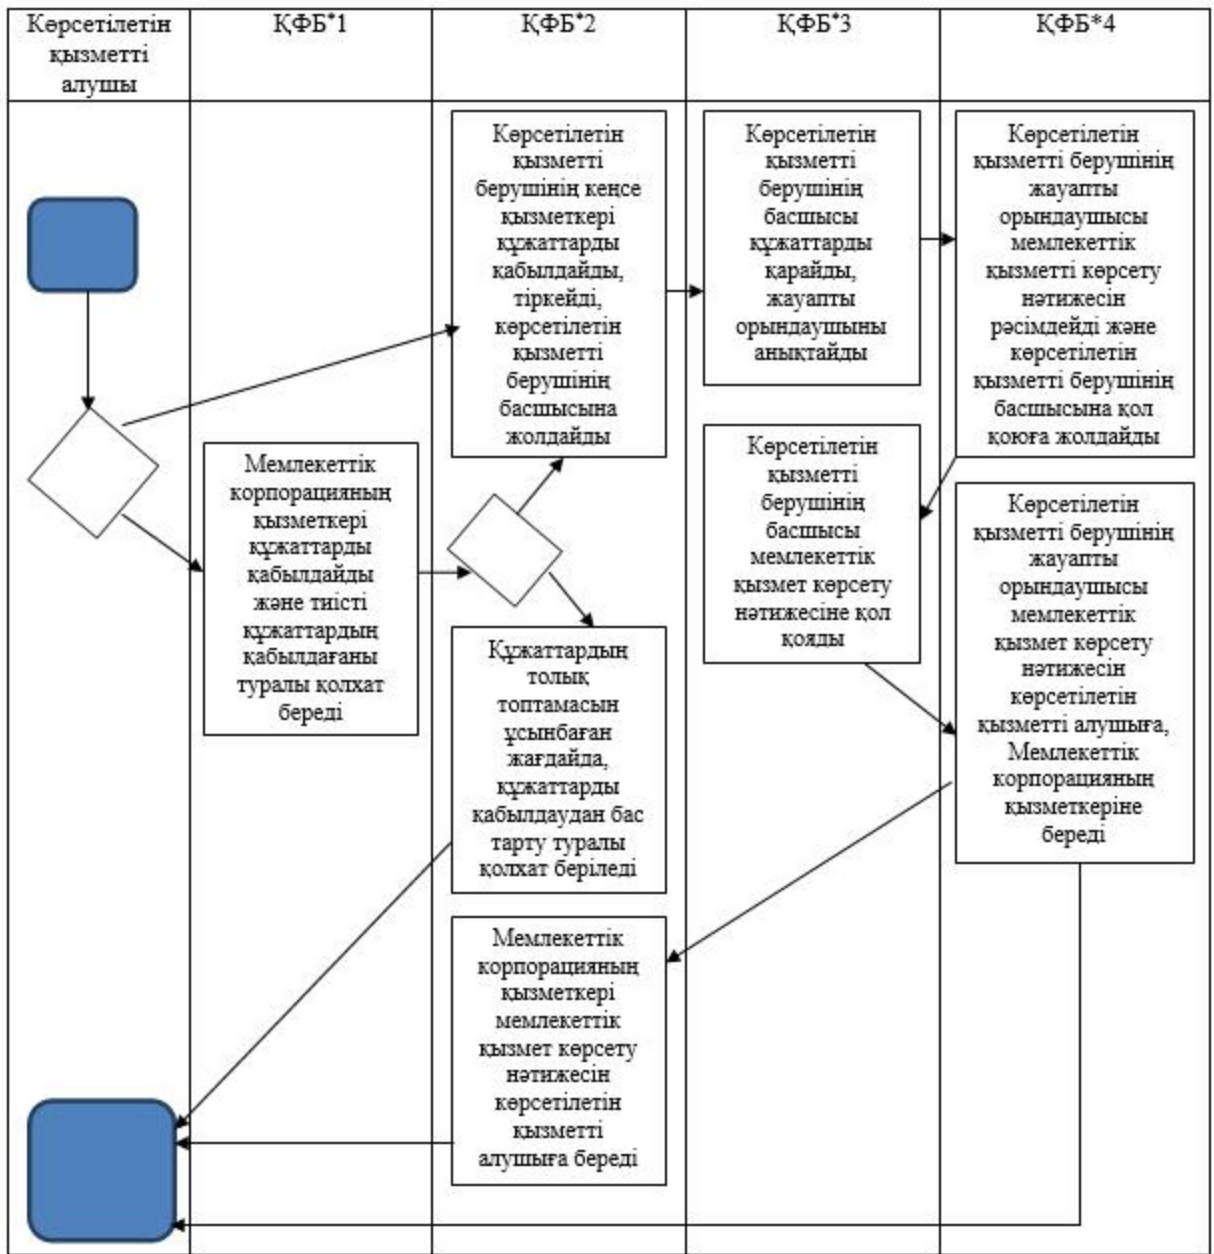 Көрсетілетін
қызметті
алушы
ҚФБ*1
ҚФБ*2
ҚФБ*3
ҚФБ*4
Көрсетілетін
қызметті
берушінің кеңсе
қызметкері
құжаттарды
қабылдайды,
тіркейді,
көрсетілетін
қызметті
берушінің
басшысына
жолдайды
Көрсетілетін
қызметті
берушінің
басшысы
құжаттарды
қарайды,
жауапты
орындаушыны
анықтайды
Көрсетілетін
қызметті берушінің
жауапты
орындаушысы
мемлекеттік
қызметті көрсету
нәтижесін
рәсімдейді және
көрсетілетін
қызметті берушінің
басшысына қол
қоюға жолдайды
Мемлекеттік
корпорацияның
қызметкері
құжаттарды
қабылдайды
және тиісті
құжаттардың
қабылдағаны
туралы қолхат
береді
Көрсетілетін
қызметті
берушінің
басшысы
мемлекеттік
қызмет көрсету
нәтижесіне қол
қояды
Көрсетілетін
қызметті берушінің
жауапты
орындаушысы
мемлекеттік
қызмет көрсету
нәтижесін
көрсетілетін
қызметті алушыға,
Мемлекеттік
корпорацияның
қызметкеріне
береді
Құжаттардың
толық
топтамасын
ұсынбаған
жағдайда,
құжаттарды
қабылдаудан бас
тарту туралы
қолхат беріледі
Мемлекеттік
корпорацияның
қызметкері
мемлекеттік
қызмет көрсету
нәтижесін
көрсетілетін
қызметті
алушыға береді